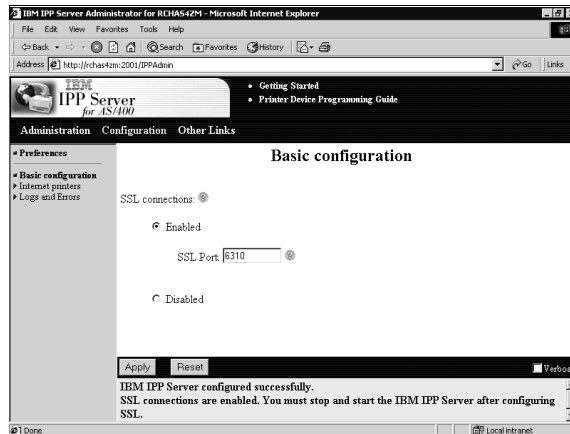 IBM IPP Server Administrator for RCHAS4ZM - Microsoft Internet Explorer
File Edit View Favorites Tools Help
Back Search Favorites History
Address http://rchas4zm:2001/IPPAdmin Go Links
IBM
IPP Server
for AS/400
Getting Started
Printer Device Programming Guide
Administration Configuration Other Links
Preferences
Basic configuration
Internet printers
Logs and Errors
Basic configuration
SSL connections:
Enabled
SSL Port: 6310
Disabled
Apply Reset
Verbos
IBM IPP Server configured successfully.
SSL connections are enabled. You must stop and start the IBM IPP Server after configuring
SSL.
Done Local intranet